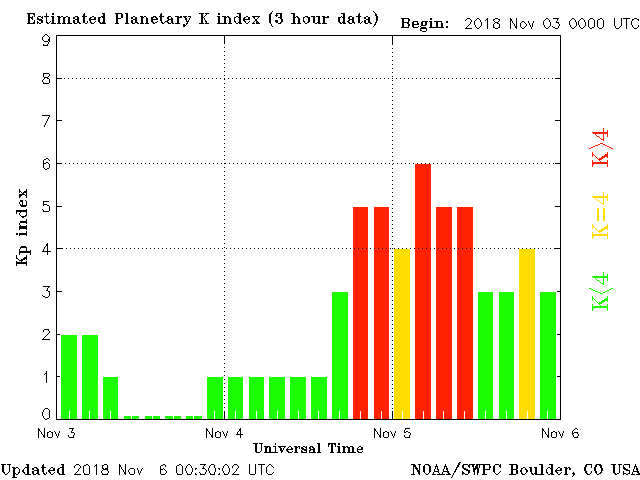 Estimated Planetary K index (3 hour data)
Begin: 2018 Nov 03 0000 UTC
9
8
7
6
5
4
3
2
1
0
Kp index
K>4
K=4
K<4
Nov 3
Nov 4
Nov 5
Nov 6
Universal Time
Updated 2018 Nov 6 00:30:02 UTC
NOAA/SWPC Boulder, CO USA